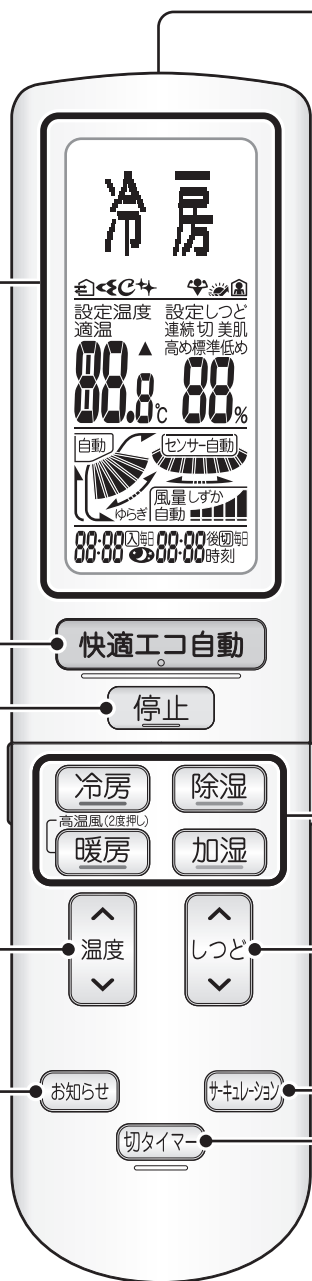 冷房
設定温度 設定しつど
適温 連続切美肌
▲ 高め標準低め
88.8℃ 88%
自動 センサー自動
ゆらぎ 風量しずか
自動
88:88入毎日 88:88後切毎日
時刻
快適エコ自動
停止
冷房 除湿
高温風(2度押し)
暖房 加湿
温度 しつど
お知らせ サーキュレーション
切タイマー